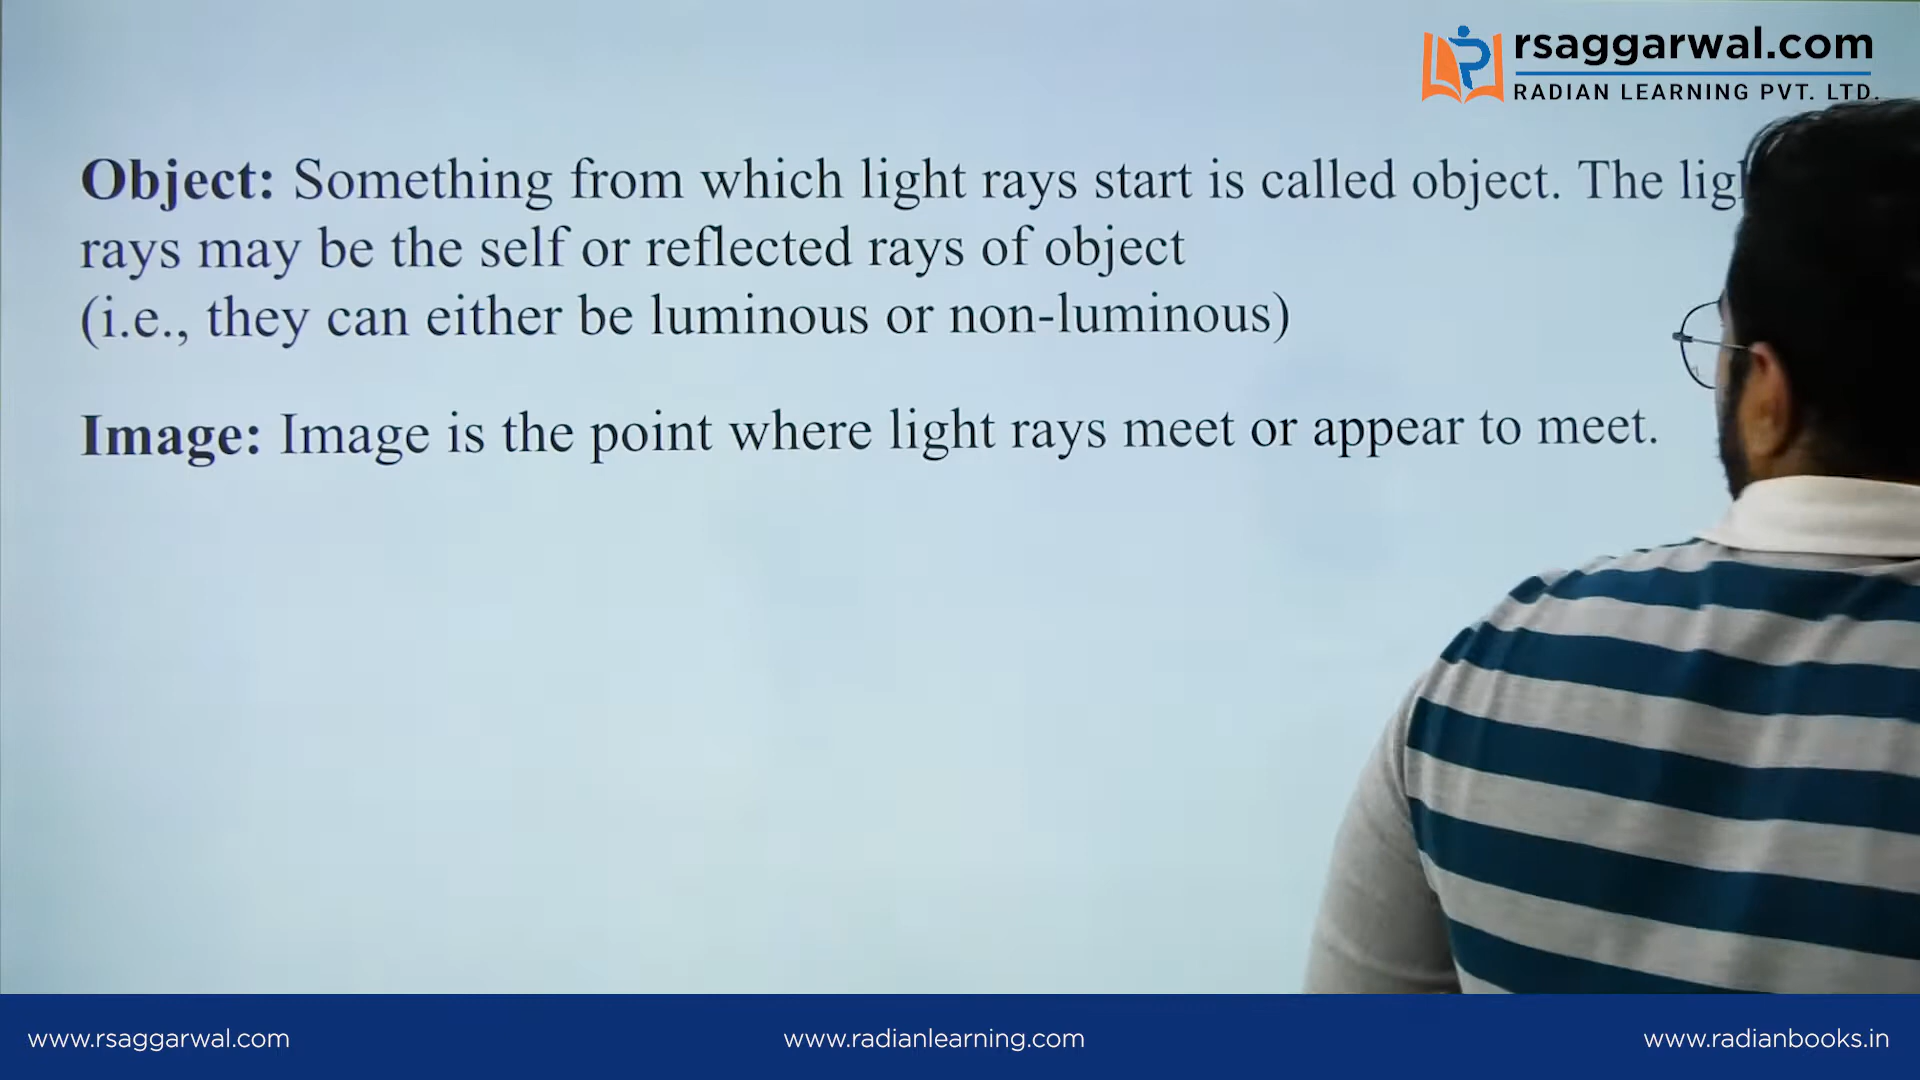 rsaggarwal.com
RADIAN LEARNING PVT. LTD.
Object: Something from which light rays start is called object. The
rays may be the self or reflected rays of object
(i.e., they can either be luminous or non-luminous)
Image: Image is the point where light rays meet or appear to meet.
www.rsaggarwal.com
www.radianlearning.com
www.radianbooks.in